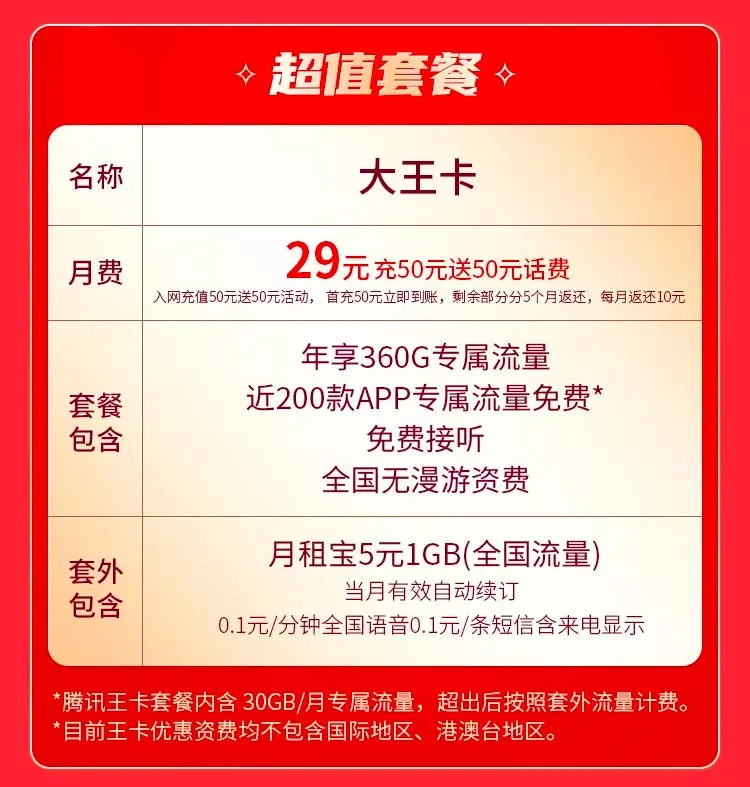 超值套餐
名称
大王卡
月费
29元 充50元送50元话费
入网充值50元送50元活动，首充50元立即到账，剩余部分分5个月返还，每月返还10元
套餐
包含
年享360G专属流量
近200款APP专属流量免费*
免费接听
全国无漫游资费
套外
包含
月租宝5元1GB(全国流量)
当月有效自动续订
0.1元/分钟全国语音0.1元/条短信含来电显示
*腾讯王卡套餐内含 30GB/月专属流量，超出后按照套外流量计费。
*目前王卡优惠资费均不包含国际地区、港澳台地区。